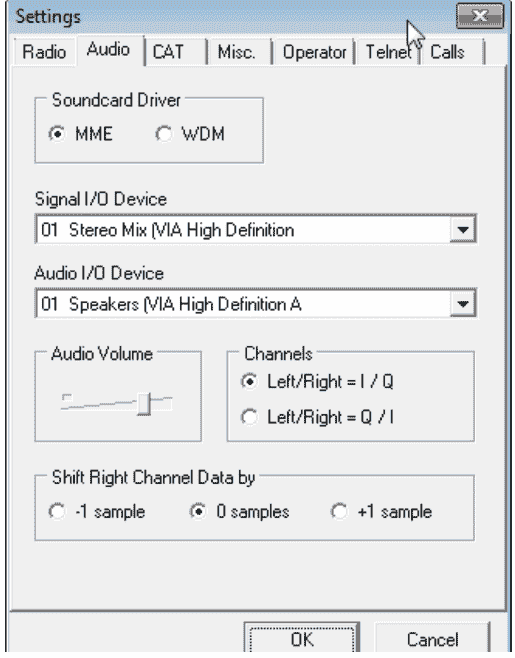 Settings
Radio Audio CAT Misc. Operator Telnet Calls
Soundcard Driver
MME WDM
Signal I/O Device
01 Stereo Mix (VIA High Definition
Audio I/O Device
01 Speakers (VIA High Definition A
Audio Volume Channels
Left/Right = I / Q
Left/Right = Q / I
Shift Right Channel Data by
-1 sample 0 samples +1 sample
OK Cancel